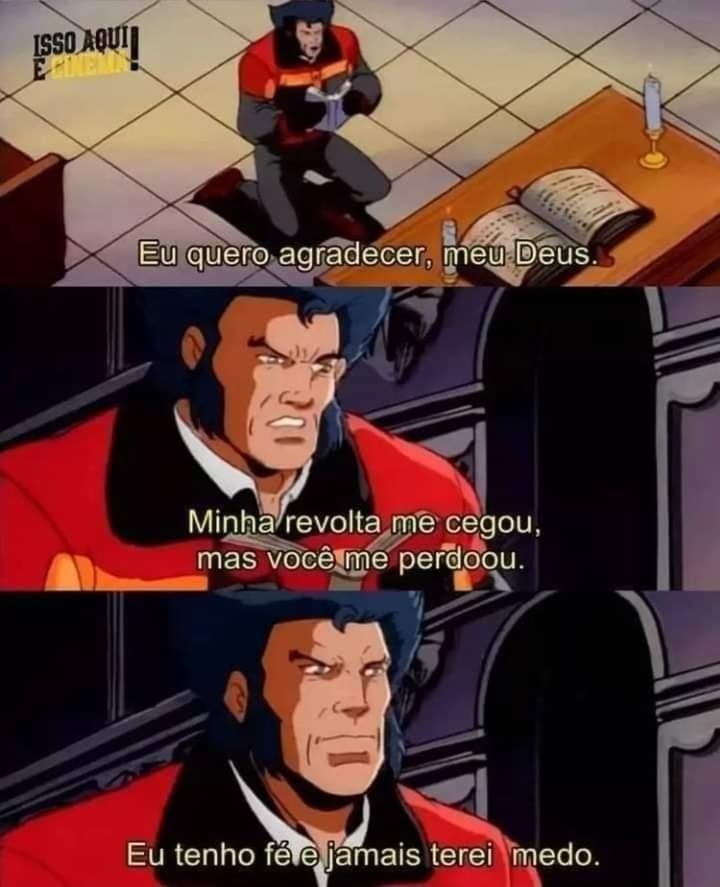 ISSO AQUI
É CINEMA!
Eu quero agradecer, meu Deus.
Minha revolta me cegou,
mas você me perdoou.
Eu tenho fé e jamais terei medo.